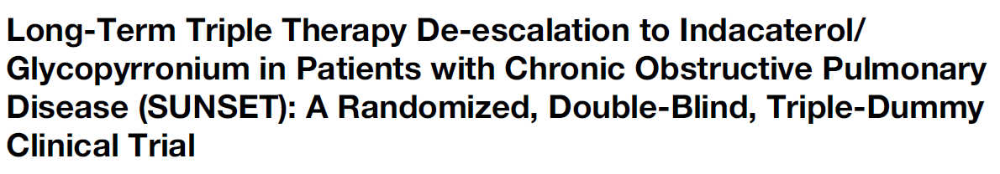 Long-Term Triple Therapy De-escalation to Indacaterol/
Glycopyrronium in Patients with Chronic Obstructive Pulmonary
Disease (SUNSET): A Randomized, Double-Blind, Triple-Dummy
Clinical Trial